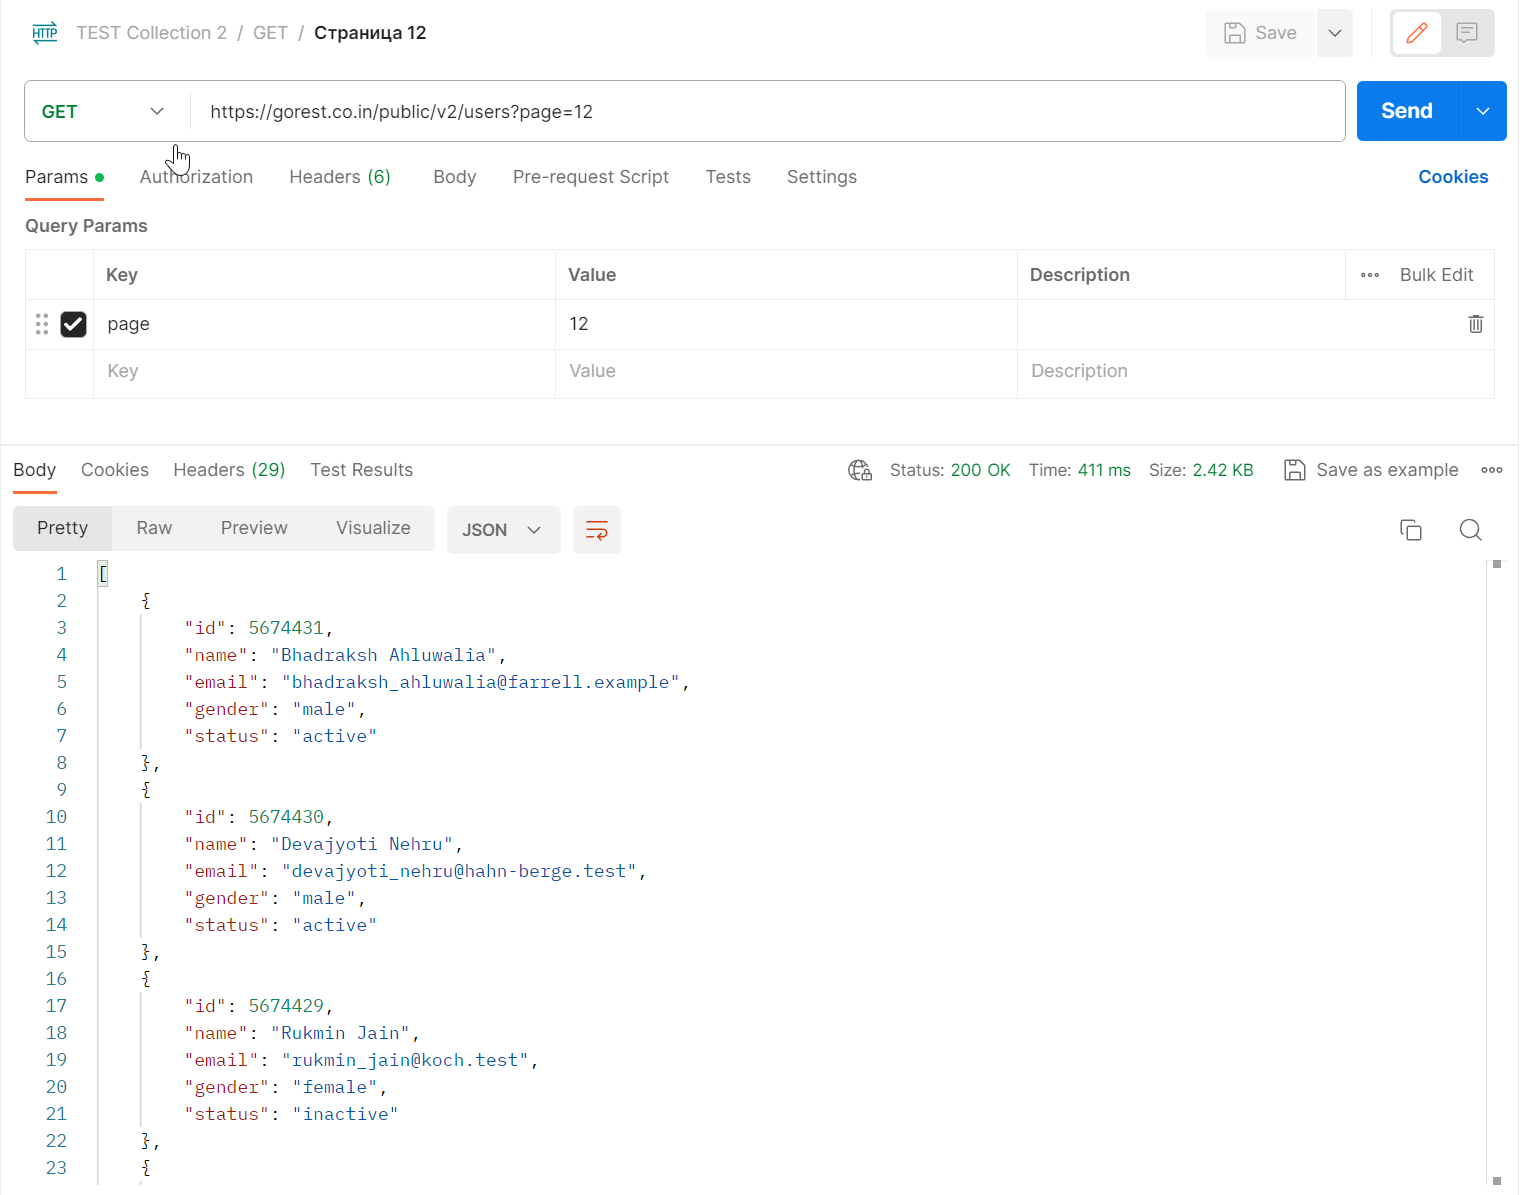 HTTP TEST Collection 2 / GET / Страница 12 Save
GET https://gorest.co.in/public/v2/users?page=12 Send
Params Authorization Headers (6) Body Pre-request Script Tests Settings Cookies
Query Params
Key Value Description Bulk Edit
page 12
Key Value Description
Body Cookies Headers (29) Test Results Status: 200 OK Time: 411 ms Size: 2.42 KB Save as example
Pretty Raw Preview Visualize JSON
1 [
2 {
3 "id": 5674431,
4 "name": "Bhadraksh Ahluwalia",
5 "email": "bhadraksh_ahluwalia@farrell.example",
6 "gender": "male",
7 "status": "active"
8 },
9 {
10 "id": 5674430,
11 "name": "Devajyoti Nehru",
12 "email": "devajyoti_nehru@hahn-berge.test",
13 "gender": "male",
14 "status": "active"
15 },
16 {
17 "id": 5674429,
18 "name": "Rukmin Jain",
19 "email": "rukmin_jain@koch.test",
20 "gender": "female",
21 "status": "inactive"
22 },
23 {